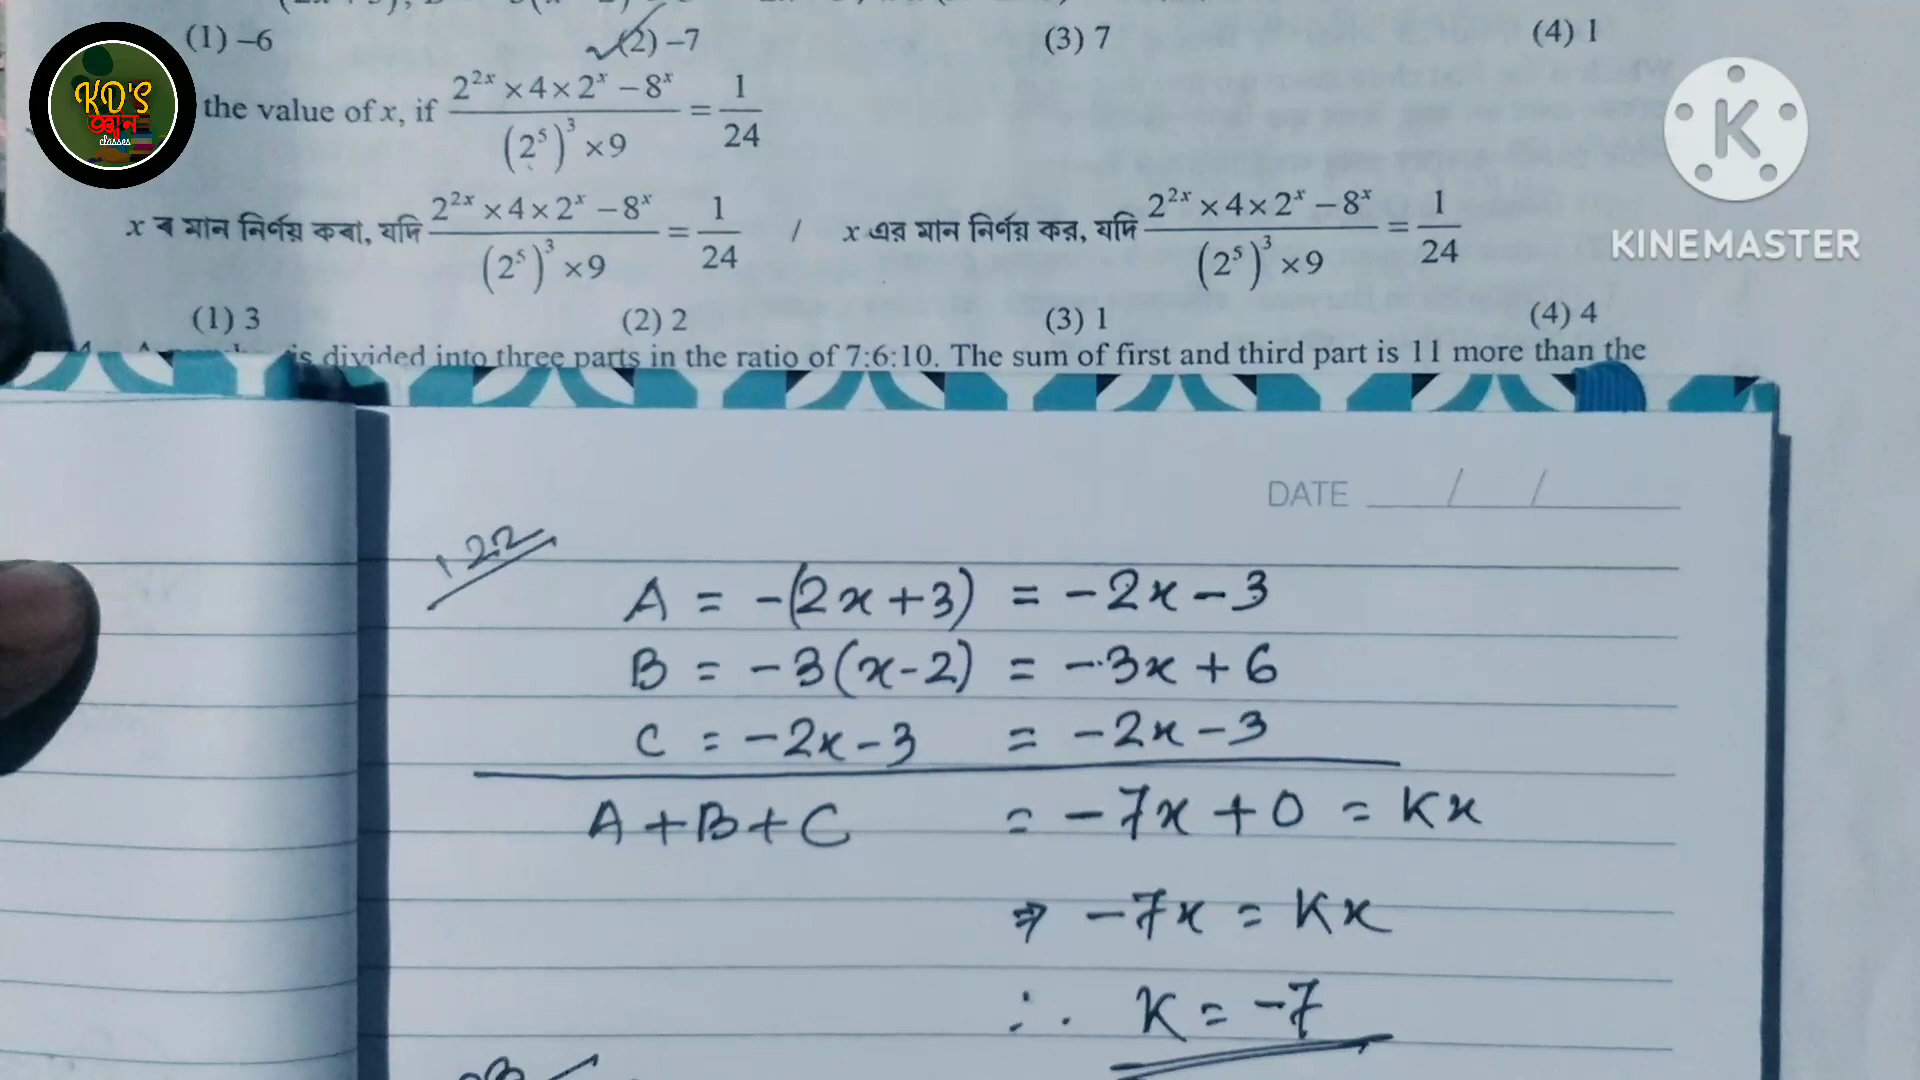 (1) –6 (2) –7 (3) 7 (4) 1
KD'S
জ্ঞান
classes
the value of x, if 2^{2x} × 4 × 2^x – 8^x / (2^5)^3 × 9 = 1/24
K
KINEMASTER
x ৰ মান নিৰ্ণয় কৰা, যদি 2^{2x} × 4 × 2^x – 8^x / (2^5)^3 × 9 = 1/24 / x এর মান নির্ণয় কর, যদি 2^{2x} × 4 × 2^x – 8^x / (2^5)^3 × 9 = 1/24
(1) 3 (2) 2 (3) 1 (4) 4
is divided into three parts in the ratio of 7:6:10. The sum of first and third part is 11 more than the
DATE / /
122
A = -(2x+3) = -2x-3
B = -3(x-2) = -3x+6
C = -2x-3 = -2x-3
A+B+C = -7x+0 = Kx
⇒ -7x = Kx
∴ K = -7